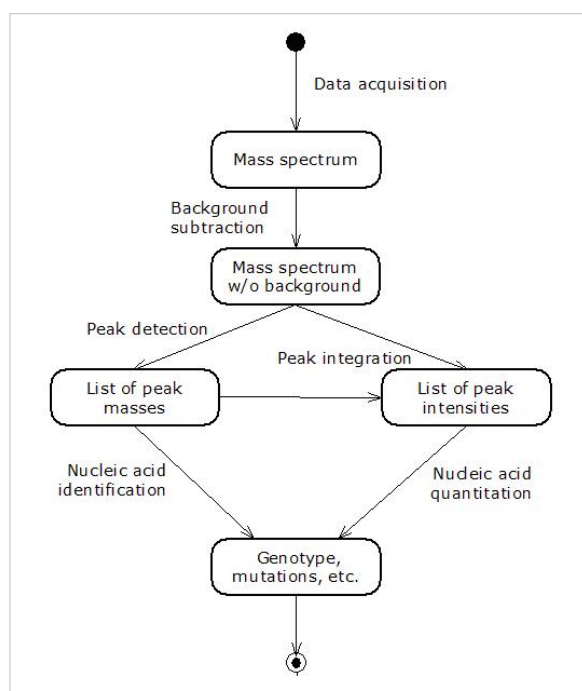 Data acquisition
Mass spectrum
Background
subtraction
Mass spectrum
w/o background
Peak detection
Peak integration
List of peak
masses
List of peak
intensities
Nucleic acid
identification
Nucleic acid
quantitation
Genotype,
mutations, etc.